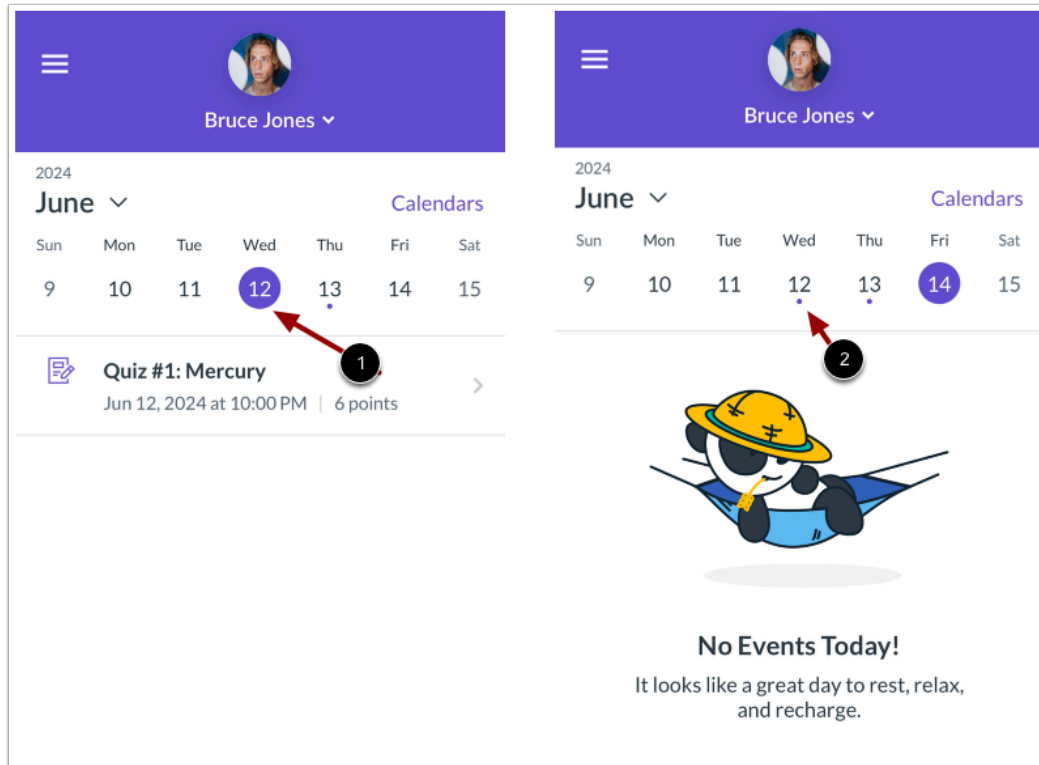 Bruce Jones
2024
June
Calendars
Sun Mon Tue Wed Thu Fri Sat
9 10 11 12 13 14 15
1
Quiz #1: Mercury
Jun 12, 2024 at 10:00 PM | 6 points
Bruce Jones
2024
June
Calendars
Sun Mon Tue Wed Thu Fri Sat
9 10 11 12 13 14 15
2
No Events Today!
It looks like a great day to rest, relax,
and recharge.